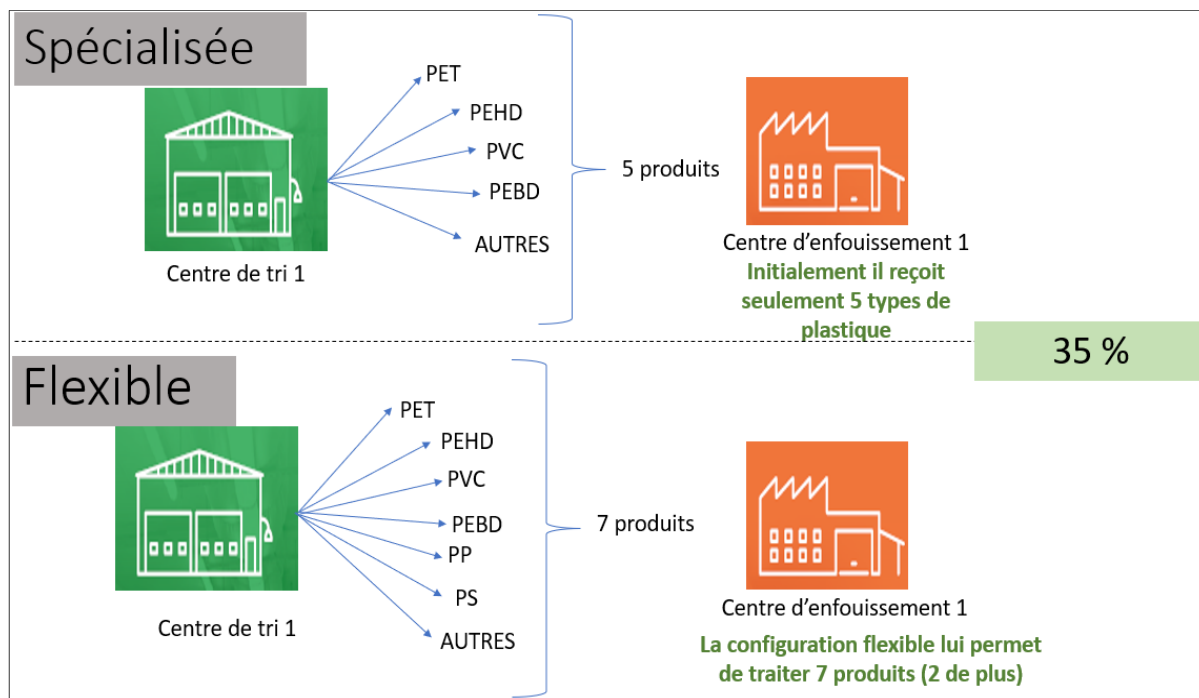 Spécialisée
PET
PEHD
PVC
PEBD
AUTRES
5 produits
Centre de tri 1
Centre d'enfouissement 1
Initialement il reçoit
seulement 5 types de
plastique
35 %
Flexible
PET
PEHD
PVC
PEBD
PP
PS
AUTRES
7 produits
Centre de tri 1
Centre d'enfouissement 1
La configuration flexible lui permet
de traiter 7 produits (2 de plus)